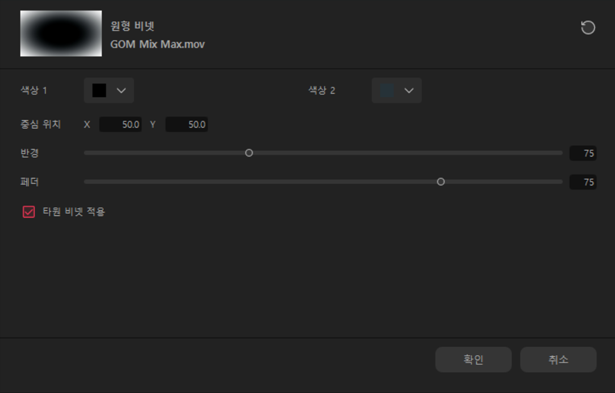 원형 비넷
GOM Mix Max.mov
색상 1
색상 2
중심 위치 X 50.0 Y 50.0
반경 75
페더 75
타원 비넷 적용
확인 취소